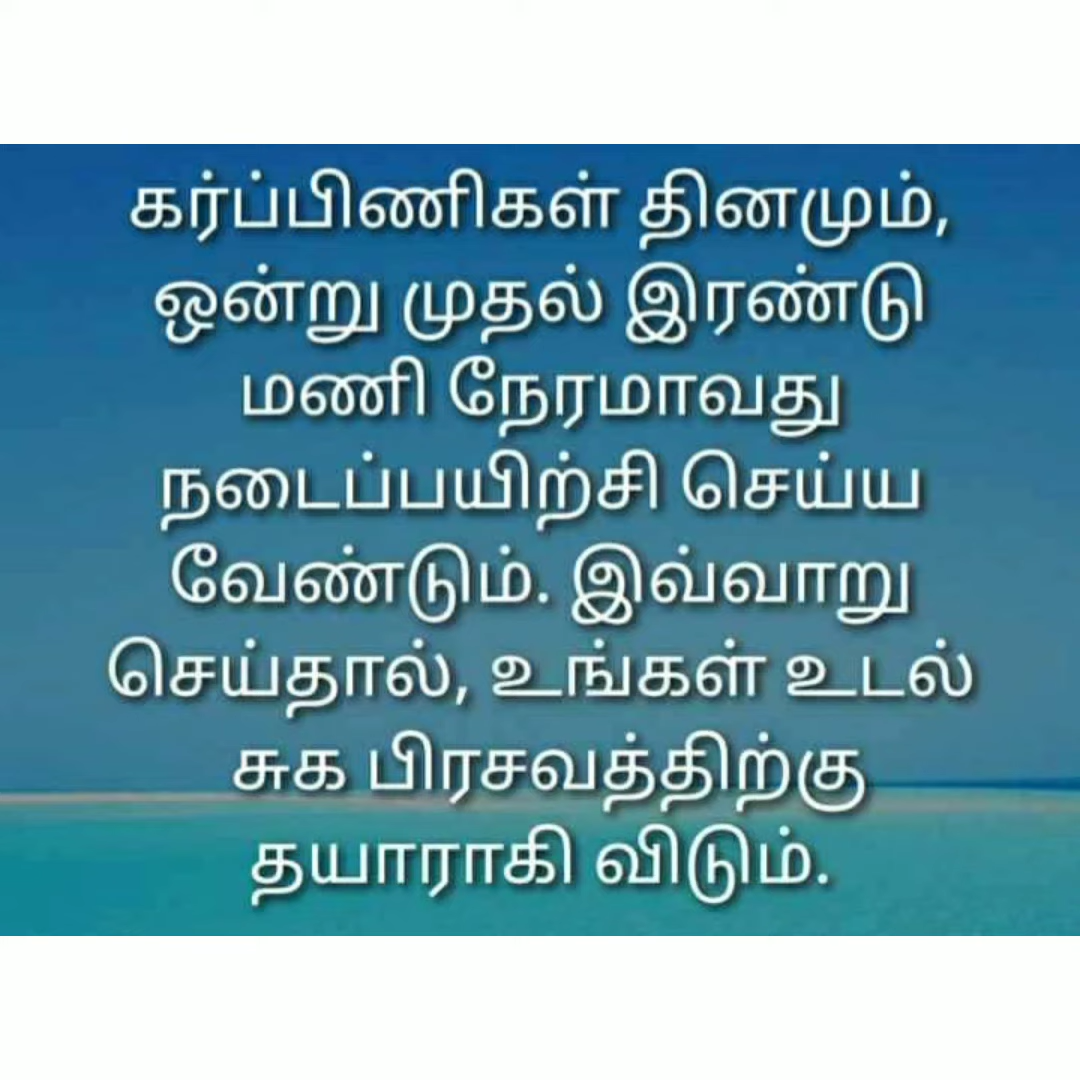 கர்ப்பிணிகள் தினமும்,
ஒன்று முதல் இரண்டு
மணி நேரமாவது
நடைப்பயிற்சி செய்ய
வேண்டும். இவ்வாறு
செய்தால், உங்கள் உடல்
சுக பிரசவத்திற்கு
தயாராகி விடும்.